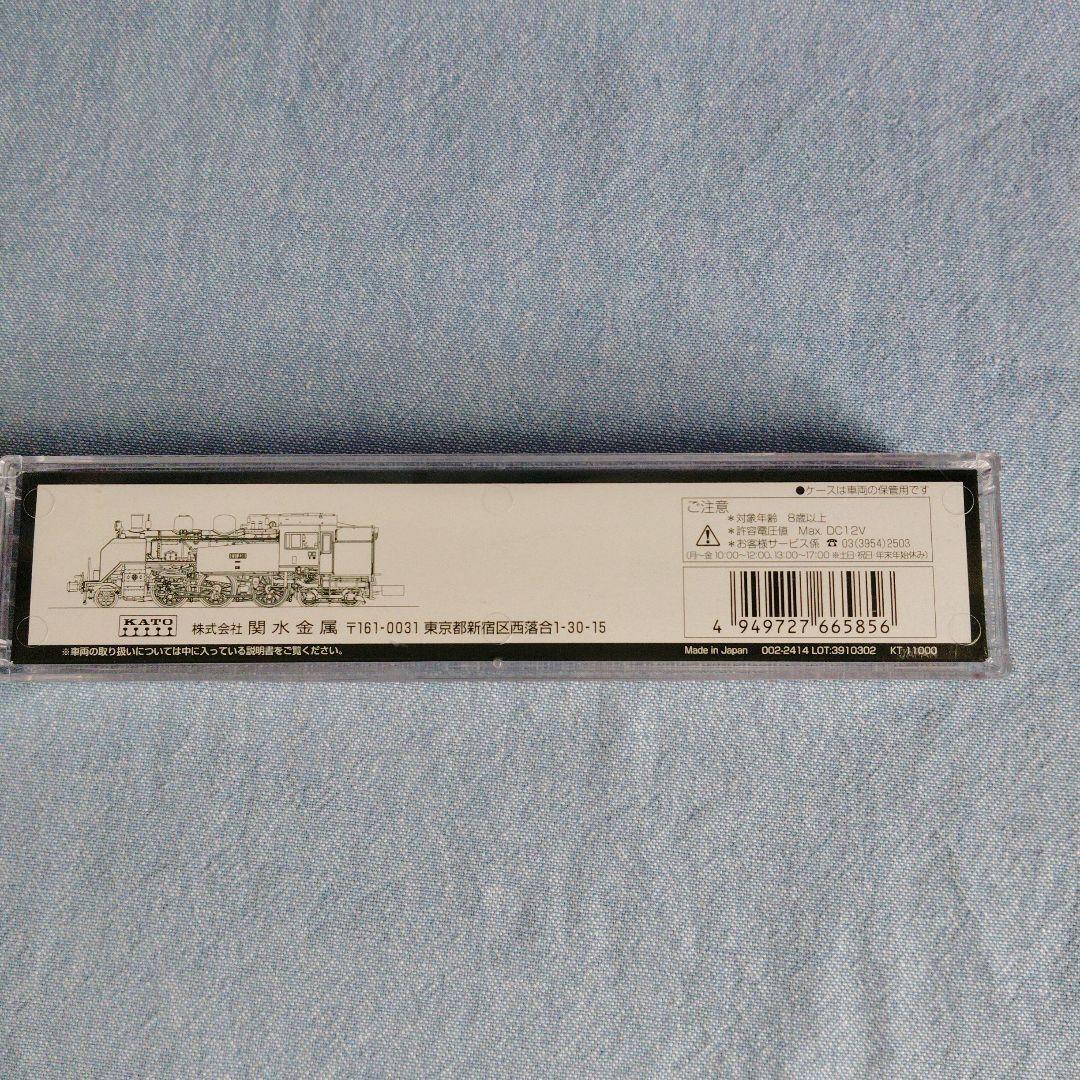 ●ケースは車両の保管用です
ご注意
＊対象年齢 8歳以上
＊許容電圧値 Max. DC12V
＊お客様サービス係 ☎ 03(3954)2503
(月〜金10:00〜12:00、13:00〜17:00 ※土日・祝日・年末年始休み)
4 949727 665856
KATO 株式会社 関水金属 〒161-0031 東京都新宿区西落合1-30-15
※車両の取り扱いについては中に入っている説明書をご覧ください。
Made in Japan 002-2414 LOT:3910302 KT 11000
JAPAN